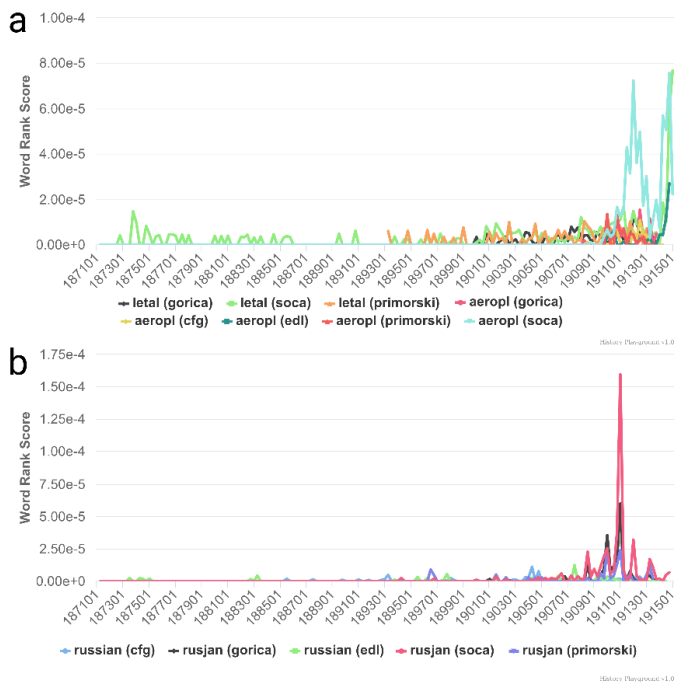 a
1.00e-4
8.00e-5
6.00e-5
4.00e-5
2.00e-5
0.00e+0
Word Rank Score
187101 187301 187501 187701 187901 188101 188301 188501 188701 188901 189101 189301 189501 189701 189901 190101 190301 190501 190701 190901 191101 191301 191501
letal (gorica) letal (soca) letal (primorski) aeropl (gorica)
aeropl (cfg) aeropl (edl) aeropl (primorski) aeropl (soca)
History Playground v1.0
b
1.75e-4
1.50e-4
1.25e-4
1.00e-4
7.50e-5
5.00e-5
2.50e-5
0.00e+0
Word Rank Score
187101 187301 187501 187701 187901 188101 188301 188501 188701 188901 189101 189301 189501 189701 189901 190101 190301 190501 190701 190901 191101 191301 191501
russian (cfg) rusjan (gorica) russian (edl) rusjan (soca) rusjan (primorski)
History Playground v1.0